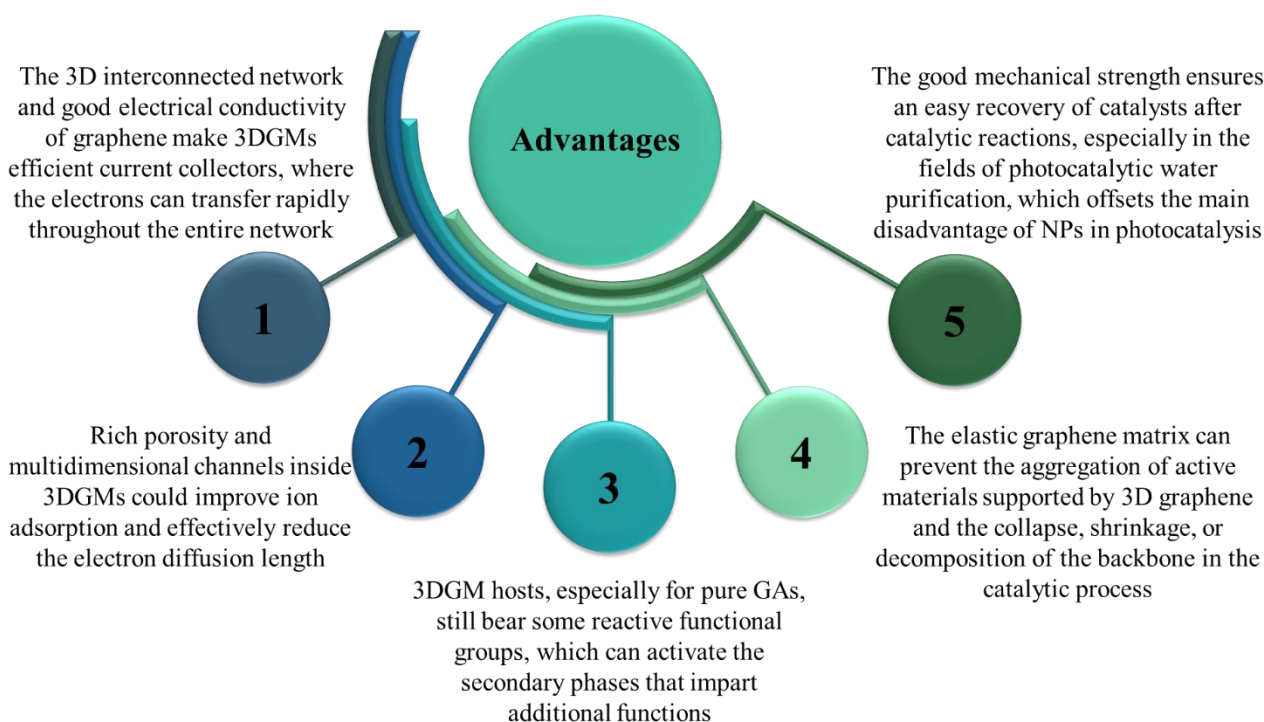 Advantages
The 3D interconnected network
and good electrical conductivity
of graphene make 3DGMs
efficient current collectors, where
the electrons can transfer rapidly
throughout the entire network
1
Rich porosity and
multidimensional channels inside
3DGMs could improve ion
adsorption and effectively reduce
the electron diffusion length
2
3
3DGM hosts, especially for pure GAs,
still bear some reactive functional
groups, which can activate the
secondary phases that impart
additional functions
4
The elastic graphene matrix can
prevent the aggregation of active
materials supported by 3D graphene
and the collapse, shrinkage, or
decomposition of the backbone in the
catalytic process
The good mechanical strength ensures
an easy recovery of catalysts after
catalytic reactions, especially in the
fields of photocatalytic water
purification, which offsets the main
disadvantage of NPs in photocatalysis
5